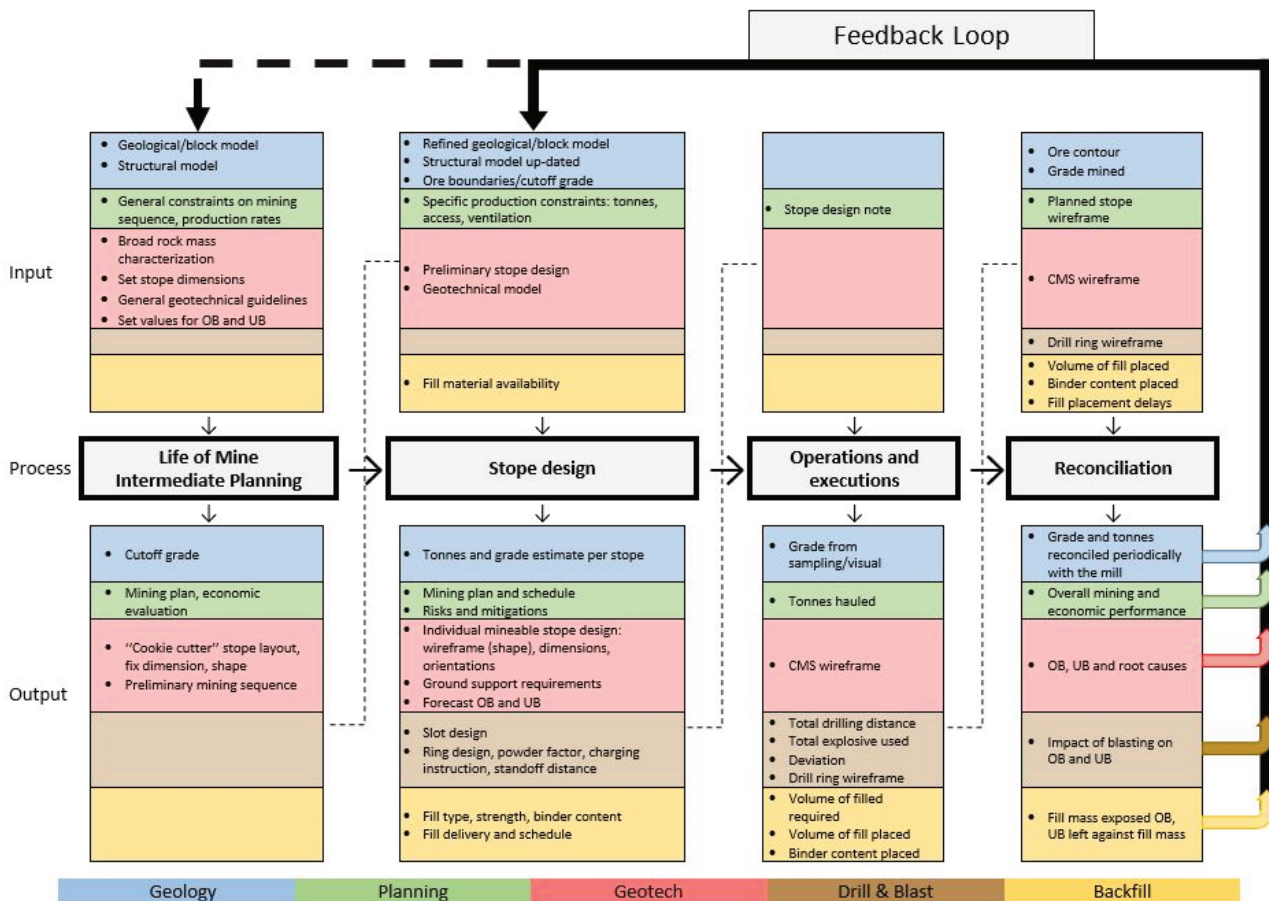 Feedback Loop
Input
• Geological/block model
• Structural model
• General constraints on mining
sequence, production rates
• Broad rock mass
characterization
• Set stope dimensions
• General geotechnical guidelines
• Set values for OB and UB
• Refined geological/block model
• Structural model up-dated
• Ore boundaries/cutoff grade
• Specific production constraints: tonnes,
access, ventilation
• Preliminary stope design
• Geotechnical model
• Fill material availability
• Stope design note
• Ore contour
• Grade mined
• Planned stope
wireframe
• CMS wireframe
• Drill ring wireframe
• Volume of fill placed
• Binder content placed
• Fill placement delays
Process
Life of Mine
Intermediate Planning
Stope design
Operations and
executions
Reconciliation
Output
• Cutoff grade
• Mining plan, economic
evaluation
• “Cookie cutter” stope layout,
fix dimension, shape
• Preliminary mining sequence
• Tonnes and grade estimate per stope
• Mining plan and schedule
• Risks and mitigations
• Individual mineable stope design:
wireframe (shape), dimensions,
orientations
• Ground support requirements
• Forecast OB and UB
• Slot design
• Ring design, powder factor, charging
instruction, standoff distance
• Fill type, strength, binder content
• Fill delivery and schedule
• Grade from
sampling/visual
• Tonnes hauled
• CMS wireframe
• Total drilling distance
• Total explosive used
• Deviation
• Drill ring wireframe
• Volume of filled
required
• Volume of fill placed
• Binder content placed
• Grade and tonnes
reconciled periodically
with the mill
• Overall mining and
economic performance
• OB, UB and root causes
• Impact of blasting on
OB and UB
• Fill mass exposed OB,
UB left against fill mass
Geology
Planning
Geotech
Drill & Blast
Backfill